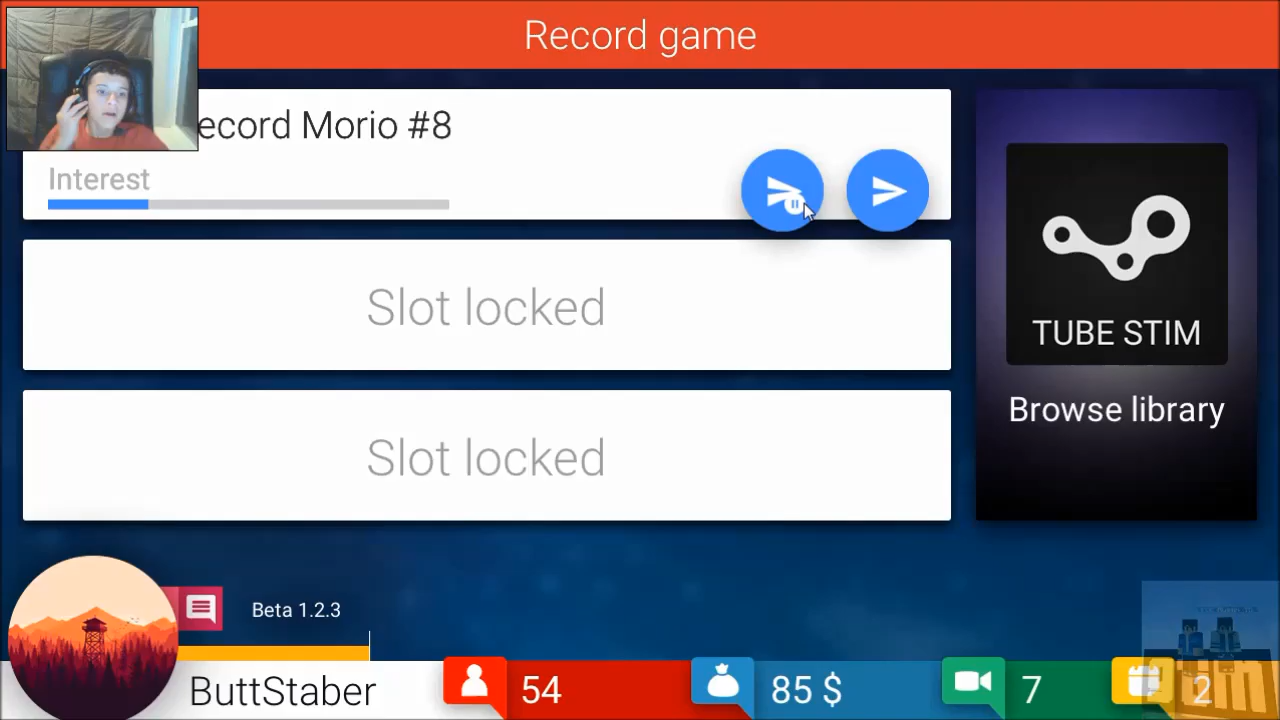 Record game
ecord Morio #8
Interest
Slot locked
Slot locked
TUBE STIM
Browse library
Beta 1.2.3
ButtStaber
54
85 $
7
2